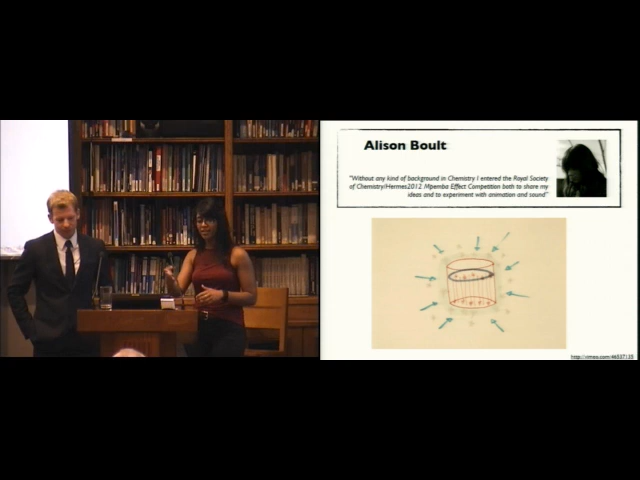 Alison Boult
"Without any kind of background in Chemistry I entered the Royal Society
of Chemistry/Hermes2012 Mpemba Effect Competition both to share my
ideas and to experiment with animation and sound"
http://vimeo.com/46537135